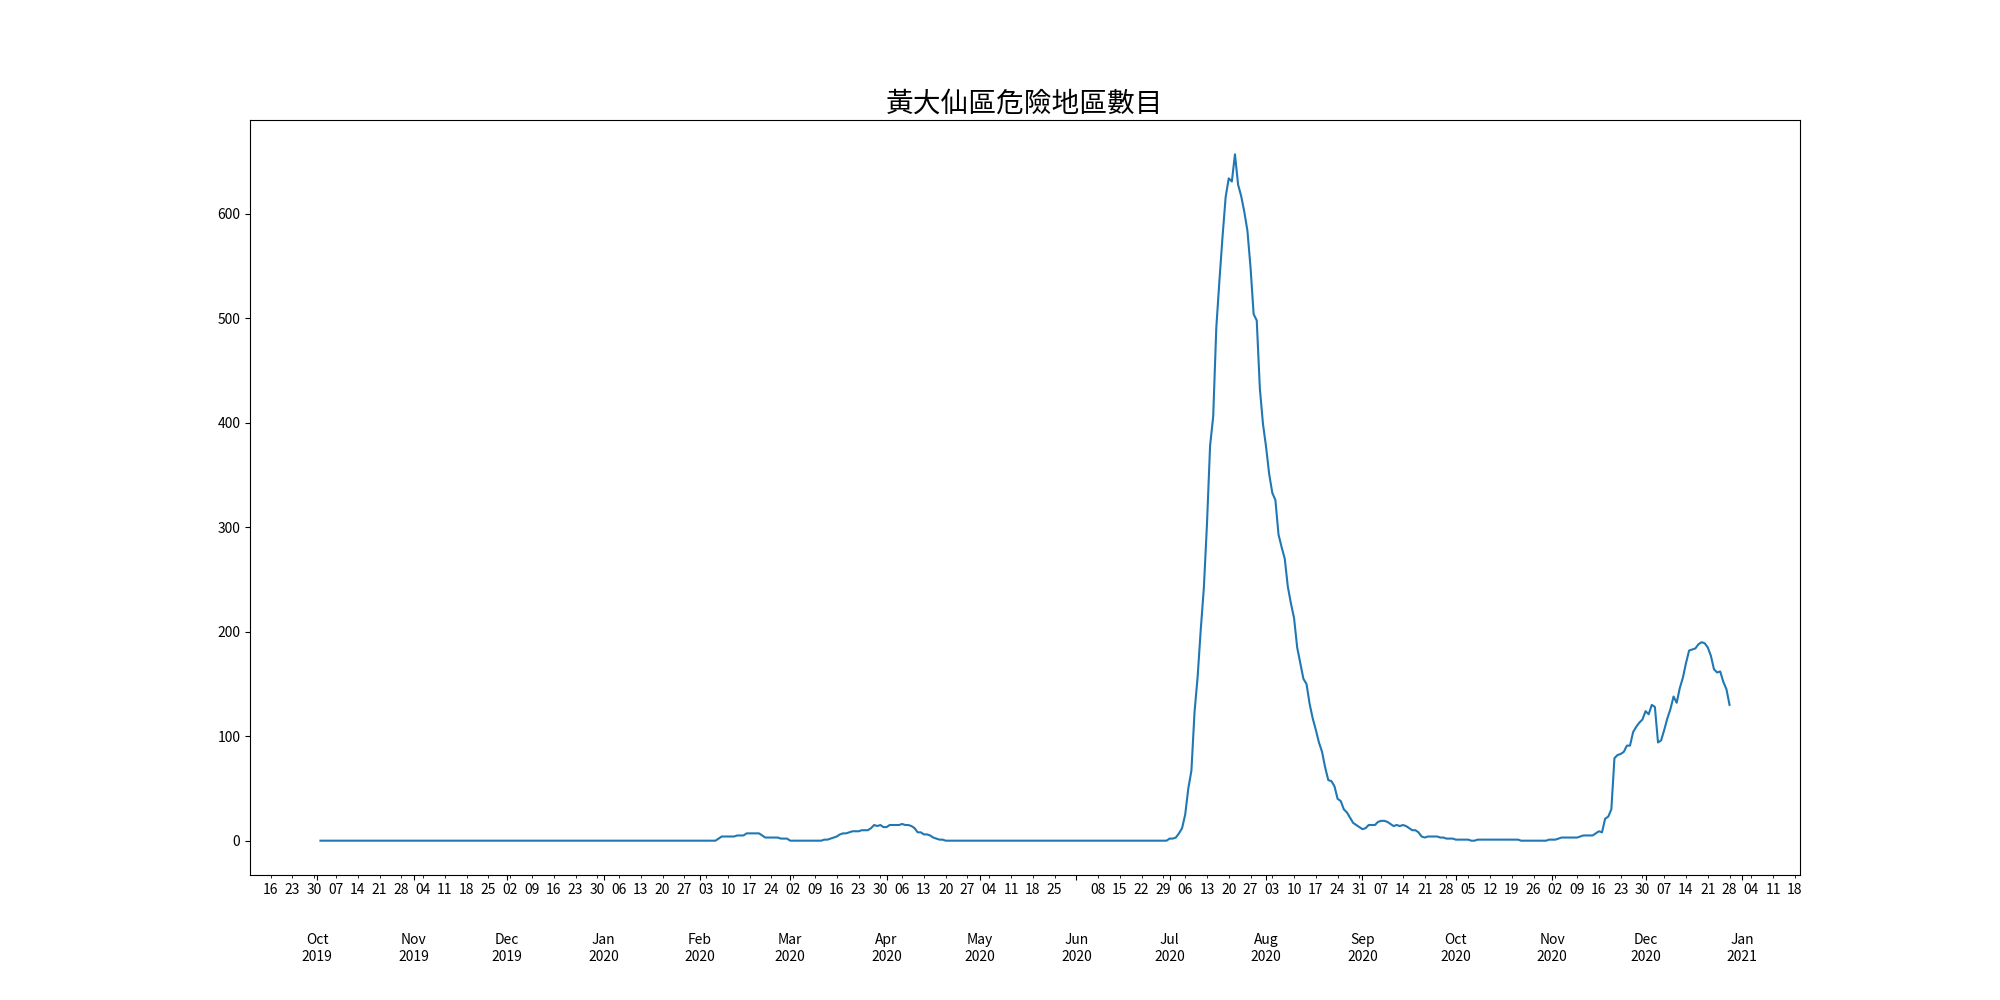 黃大仙區危險地區數目
600
500
400
300
200
100
0
16 23 30 07 14 21 28 04 11 18 25 02 09 16 23 30 06 13 20 27 03 10 17 24 02 09 16 23 30 06 13 20 27 04 11 18 25 08 15 22 29 06 13 20 27 03 10 17 24 31 07 14 21 28 05 12 19 26 02 09 16 23 30 07 14 21 28 04 11 18
Oct Nov Dec Jan Feb Mar Apr May Jun Jul Aug Sep Oct Nov Dec Jan
2019 2019 2019 2020 2020 2020 2020 2020 2020 2020 2020 2020 2020 2020 2020 2021